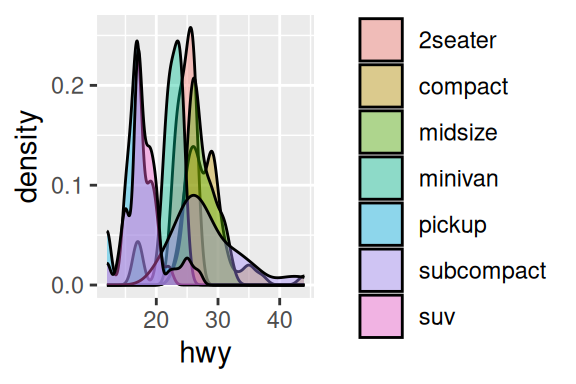 density
0.2
0.1
0.0
20 30 40
hwy
2seater
compact
midsize
minivan
pickup
subcompact
suv